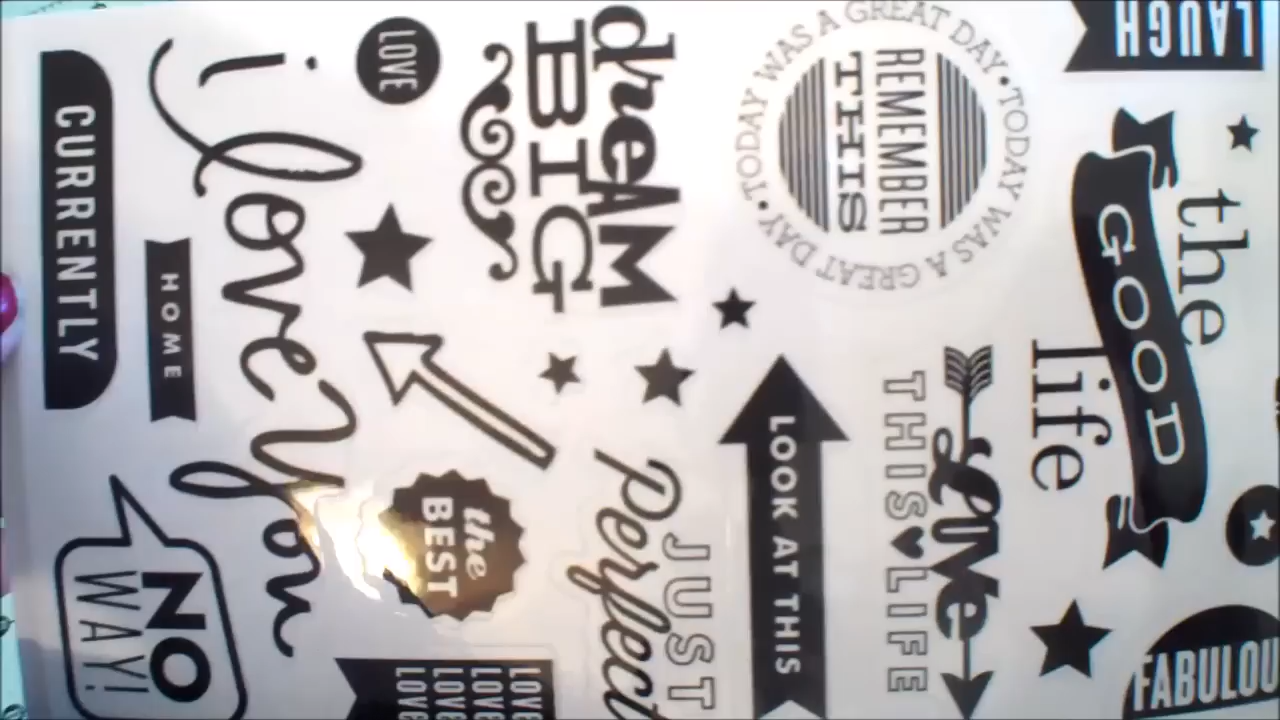 LAUGH
the
GOOD
life
FABULOU
TODAY WAS A GREAT DAY • TODAY WAS A GREAT DAY •
REMEMBER
THIS
LOVE
THIS♥LIFE
LOOK AT THIS
dreAM
BIG
JUST
Perfect
LOVE
the
BEST
LOVE
LOVE
LOVE
LOVE
i love you
HOME
NO
WAY!
CURRENTLY